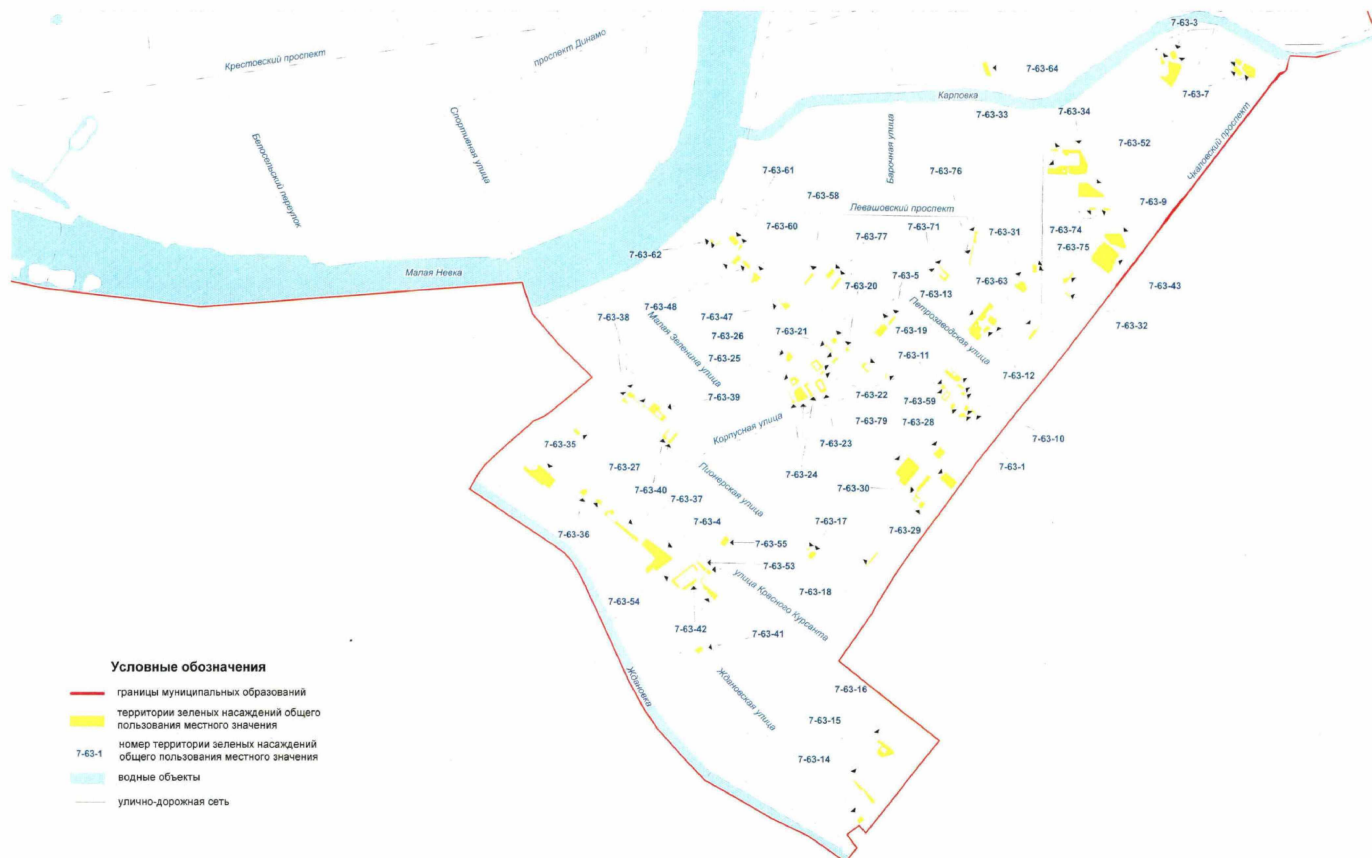 7-63-3
Крестовский проспект
проспект Динамо
7-63-64
Карповка
7-63-7
7-63-33
7-63-34
Спортивная улица
Белосельский переулок
Барочная улица
Чкаловский проспект
7-63-52
7-63-61
7-63-76
7-63-58
7-63-9
Левашовский проспект
7-63-60
7-63-71
7-63-31
7-63-74
7-63-77
7-63-75
7-63-62
Малая Невка
7-63-5
7-63-63
7-63-20
7-63-13
7-63-43
7-63-48
7-63-38
7-63-47
Малая Зеленина улица
Петрозаводская улица
7-63-32
7-63-26
7-63-21
7-63-19
7-63-25
7-63-11
7-63-12
7-63-39
7-63-22
7-63-59
Корпусная улица
7-63-79
7-63-28
7-63-35
7-63-23
7-63-10
7-63-27
7-63-24
7-63-1
7-63-40
7-63-30
7-63-37
Пионерская улица
7-63-4
7-63-17
7-63-36
7-63-29
7-63-55
7-63-53
7-63-18
улица Красного Курсанта
7-63-54
7-63-42
7-63-41
Ждановка
Ждановская улица
7-63-16
7-63-15
7-63-14
Условные обозначения
границы муниципальных образований
территории зеленых насаждений общего
пользования местного значения
7-63-1
номер территории зеленых насаждений
общего пользования местного значения
водные объекты
улично-дорожная сеть